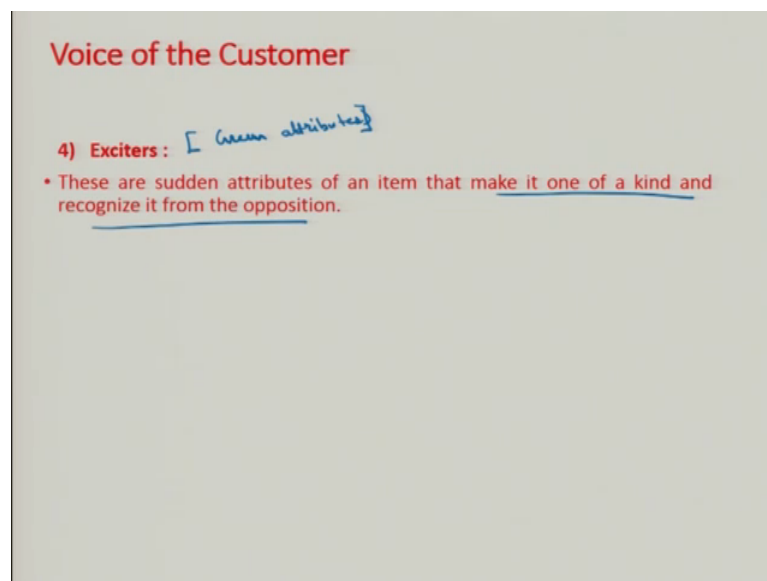 Voice of the Customer
4) Exciters : [ Green attributes]
• These are sudden attributes of an item that make it one of a kind and
recognize it from the opposition.